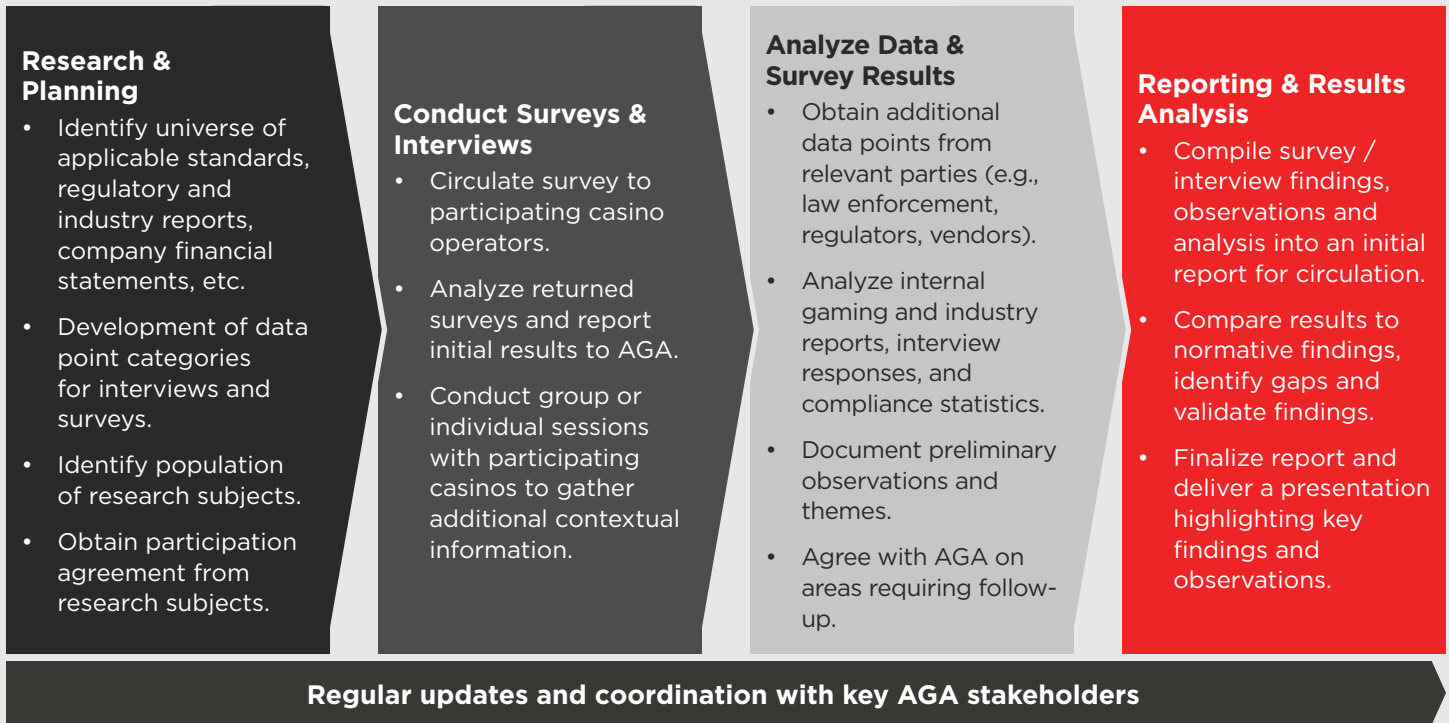 Research &
Planning
• Identify universe of
applicable standards,
regulatory and
industry reports,
company financial
statements, etc.
• Development of data
point categories
for interviews and
surveys.
• Identify population
of research subjects.
• Obtain participation
agreement from
research subjects.
Conduct Surveys &
Interviews
• Circulate survey to
participating casino
operators.
• Analyze returned
surveys and report
initial results to AGA.
• Conduct group or
individual sessions
with participating
casinos to gather
additional contextual
information.
Analyze Data &
Survey Results
• Obtain additional
data points from
relevant parties (e.g.,
law enforcement,
regulators, vendors).
• Analyze internal
gaming and industry
reports, interview
responses, and
compliance statistics.
• Document preliminary
observations and
themes.
• Agree with AGA on
areas requiring follow-
up.
Reporting & Results
Analysis
• Compile survey /
interview findings,
observations and
analysis into an initial
report for circulation.
• Compare results to
normative findings,
identify gaps and
validate findings.
• Finalize report and
deliver a presentation
highlighting key
findings and
observations.
Regular updates and coordination with key AGA stakeholders